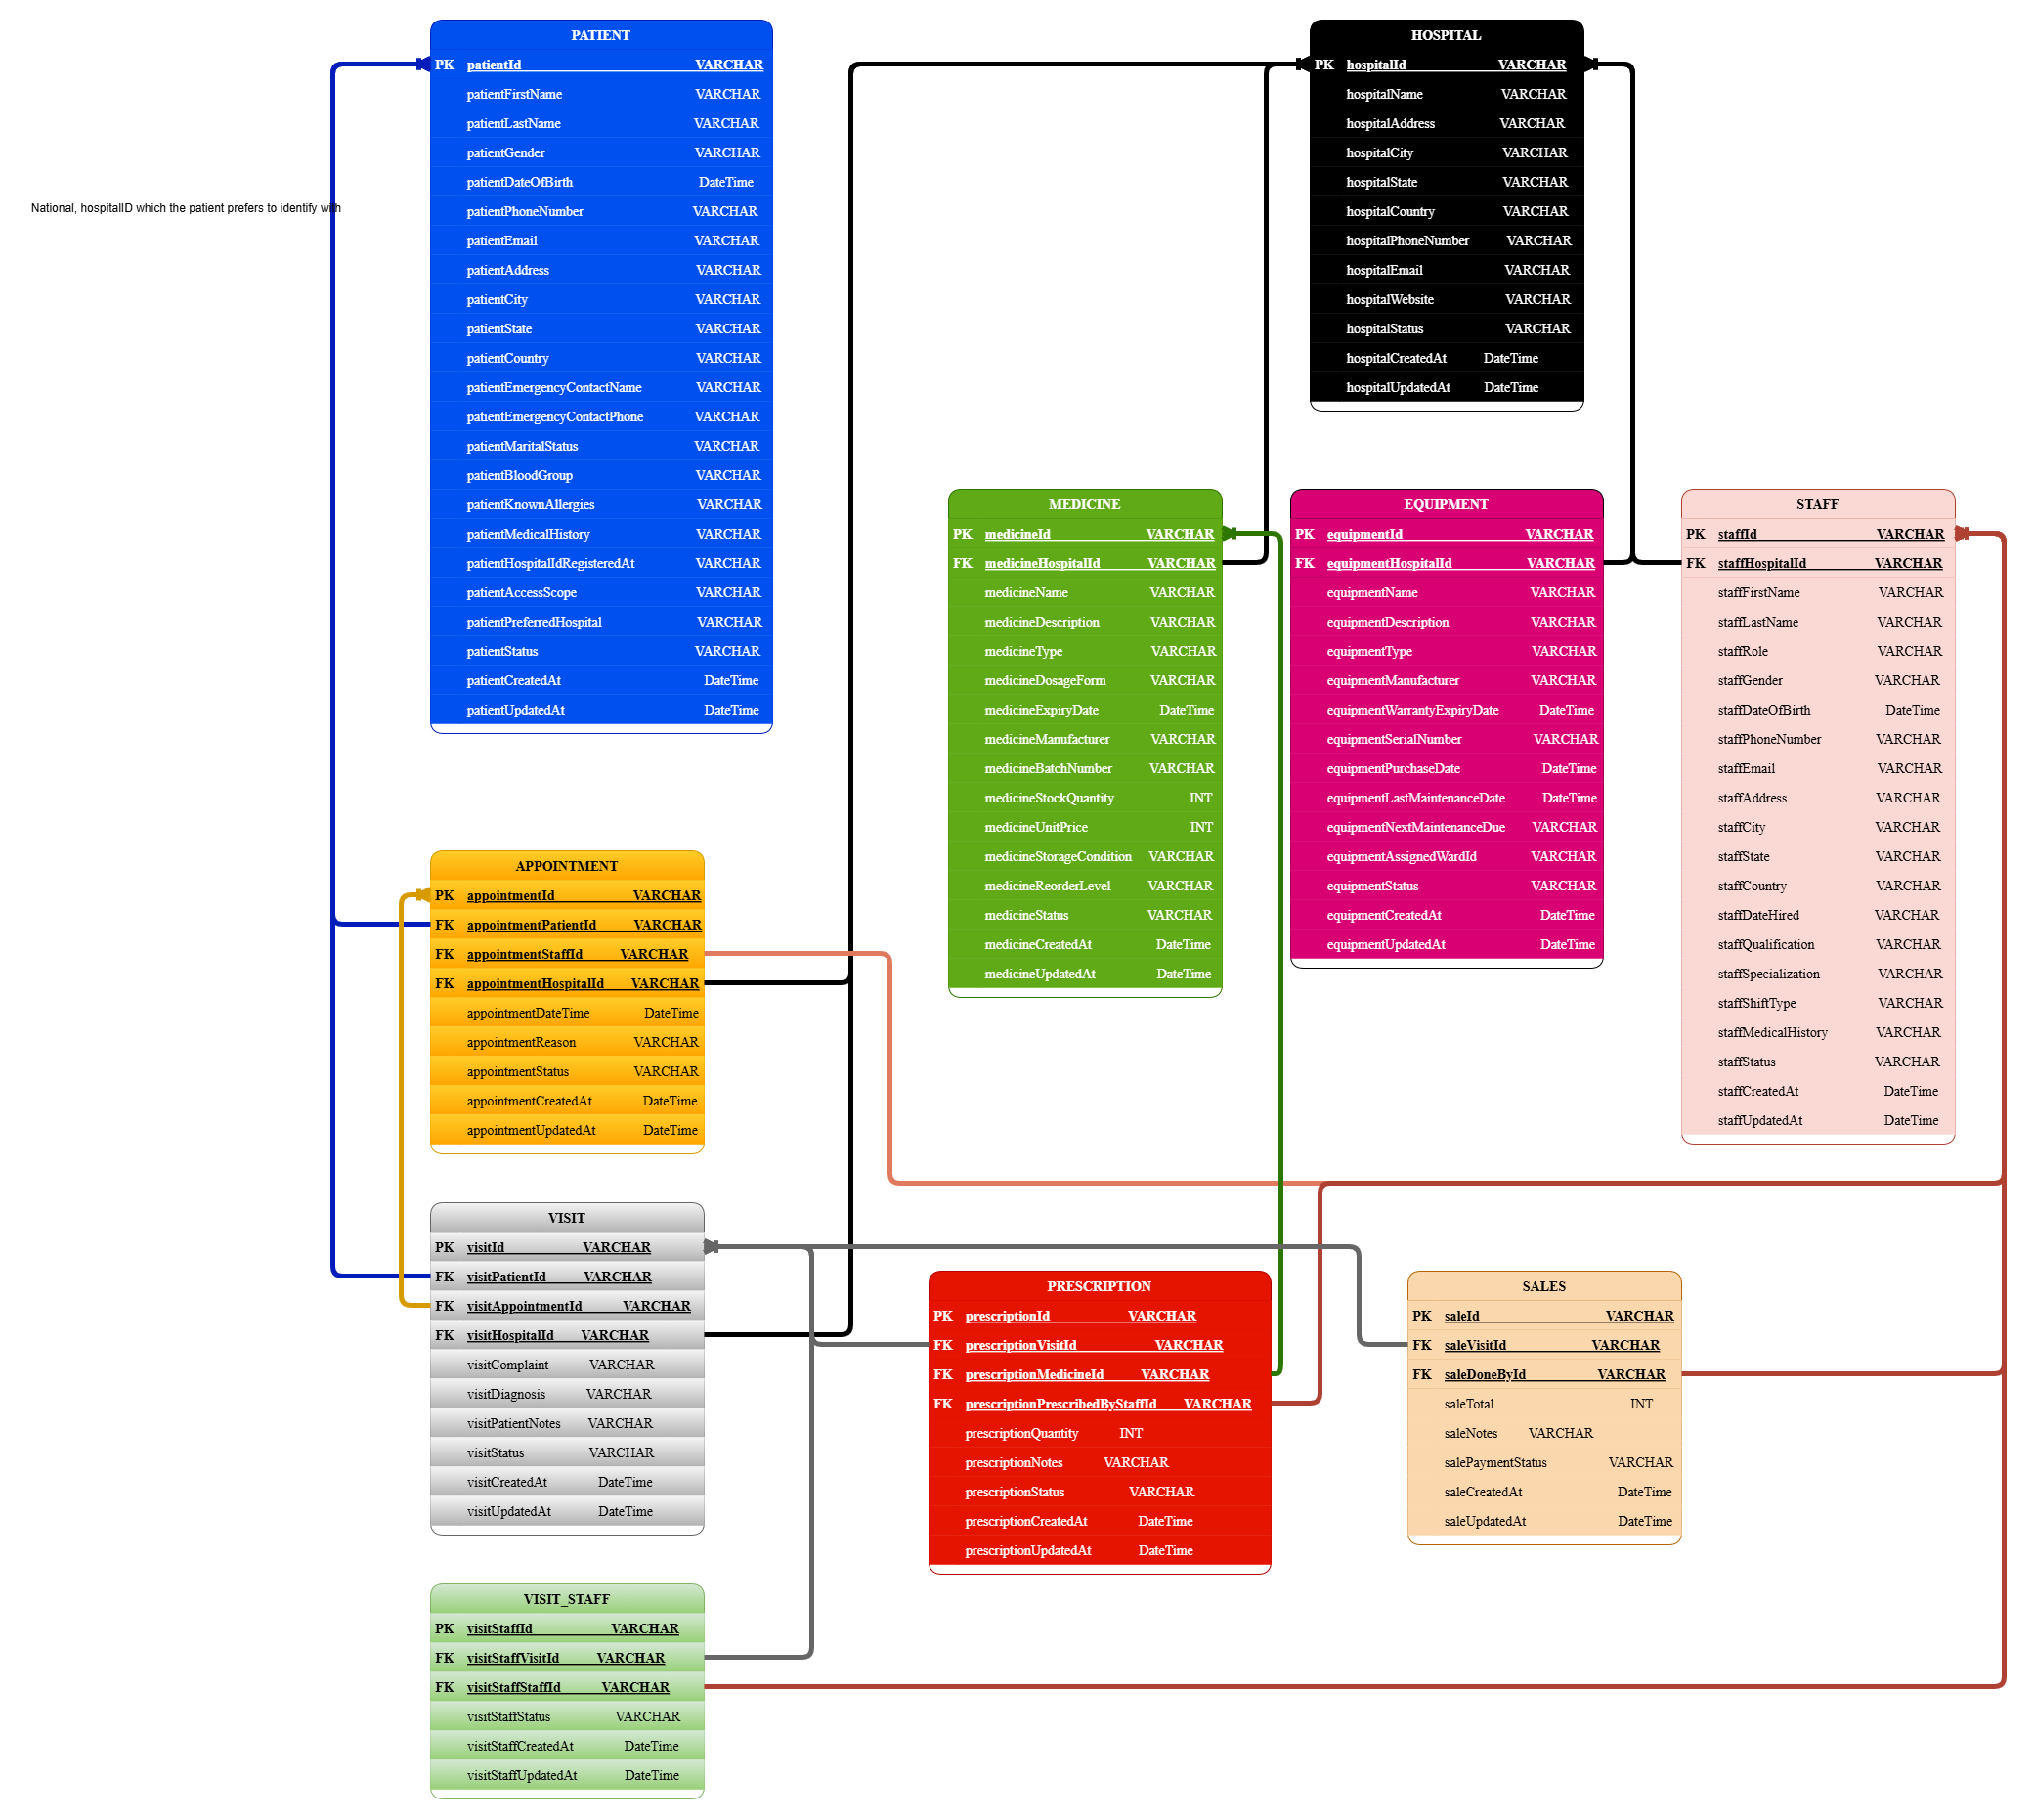 PATIENT
PK patientId VARCHAR
patientFirstName VARCHAR
patientLastName VARCHAR
patientGender VARCHAR
patientDateOfBirth DateTime
patientPhoneNumber VARCHAR
patientEmail VARCHAR
patientAddress VARCHAR
patientCity VARCHAR
patientState VARCHAR
patientCountry VARCHAR
patientEmergencyContactName VARCHAR
patientEmergencyContactPhone VARCHAR
patientMaritalStatus VARCHAR
patientBloodGroup VARCHAR
patientKnownAllergies VARCHAR
patientMedicalHistory VARCHAR
patientHospitalIdRegisteredAt VARCHAR
patientAccessScope VARCHAR
patientPreferredHospital VARCHAR
patientStatus VARCHAR
patientCreatedAt DateTime
patientUpdatedAt DateTime
National, hospitalID which the patient prefers to identify with
HOSPITAL
PK hospitalId VARCHAR
hospitalName VARCHAR
hospitalAddress VARCHAR
hospitalCity VARCHAR
hospitalState VARCHAR
hospitalCountry VARCHAR
hospitalPhoneNumber VARCHAR
hospitalEmail VARCHAR
hospitalWebsite VARCHAR
hospitalStatus VARCHAR
hospitalCreatedAt DateTime
hospitalUpdatedAt DateTime
MEDICINE
PK medicineId VARCHAR
FK medicineHospitalId VARCHAR
medicineName VARCHAR
medicineDescription VARCHAR
medicineType VARCHAR
medicineDosageForm VARCHAR
medicineExpiryDate DateTime
medicineManufacturer VARCHAR
medicineBatchNumber VARCHAR
medicineStockQuantity INT
medicineUnitPrice INT
medicineStorageCondition VARCHAR
medicineReorderLevel VARCHAR
medicineStatus VARCHAR
medicineCreatedAt DateTime
medicineUpdatedAt DateTime
EQUIPMENT
PK equipmentId VARCHAR
FK equipmentHospitalId VARCHAR
equipmentName VARCHAR
equipmentDescription VARCHAR
equipmentType VARCHAR
equipmentManufacturer VARCHAR
equipmentWarrantyExpiryDate DateTime
equipmentSerialNumber VARCHAR
equipmentPurchaseDate DateTime
equipmentLastMaintenanceDate DateTime
equipmentNextMaintenanceDue VARCHAR
equipmentAssignedWardId VARCHAR
equipmentStatus VARCHAR
equipmentCreatedAt DateTime
equipmentUpdatedAt DateTime
STAFF
PK staffId VARCHAR
FK staffHospitalId VARCHAR
staffFirstName VARCHAR
staffLastName VARCHAR
staffRole VARCHAR
staffGender VARCHAR
staffDateOfBirth DateTime
staffPhoneNumber VARCHAR
staffEmail VARCHAR
staffAddress VARCHAR
staffCity VARCHAR
staffState VARCHAR
staffCountry VARCHAR
staffDateHired VARCHAR
staffQualification VARCHAR
staffSpecialization VARCHAR
staffShiftType VARCHAR
staffMedicalHistory VARCHAR
staffStatus VARCHAR
staffCreatedAt DateTime
staffUpdatedAt DateTime
APPOINTMENT
PK appointmentId VARCHAR
FK appointmentPatientId VARCHAR
FK appointmentStaffId VARCHAR
FK appointmentHospitalId VARCHAR
appointmentDateTime DateTime
appointmentReason VARCHAR
appointmentStatus VARCHAR
appointmentCreatedAt DateTime
appointmentUpdatedAt DateTime
VISIT
PK visitId VARCHAR
FK visitPatientId VARCHAR
FK visitAppointmentId VARCHAR
FK visitHospitalId VARCHAR
visitComplaint VARCHAR
visitDiagnosis VARCHAR
visitPatientNotes VARCHAR
visitStatus VARCHAR
visitCreatedAt DateTime
visitUpdatedAt DateTime
PRESCRIPTION
PK prescriptionId VARCHAR
FK prescriptionVisitId VARCHAR
FK prescriptionMedicineId VARCHAR
FK prescriptionPrescribedByStaffId VARCHAR
prescriptionQuantity INT
prescriptionNotes VARCHAR
prescriptionStatus VARCHAR
prescriptionCreatedAt DateTime
prescriptionUpdatedAt DateTime
SALES
PK saleId VARCHAR
FK saleVisitId VARCHAR
FK saleDoneById VARCHAR
saleTotal INT
saleNotes VARCHAR
salePaymentStatus VARCHAR
saleCreatedAt DateTime
saleUpdatedAt DateTime
VISIT_STAFF
PK visitStaffId VARCHAR
FK visitStaffVisitId VARCHAR
FK visitStaffStaffId VARCHAR
visitStaffStatus VARCHAR
visitStaffCreatedAt DateTime
visitStaffUpdatedAt DateTime